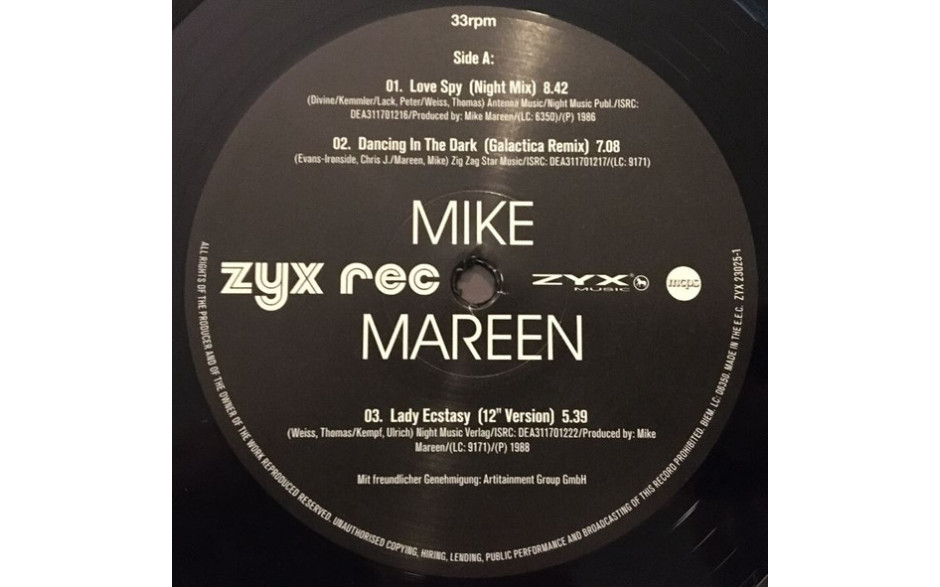 33rpm
Side A:
01. Love Spy (Night Mix) 8.42
(Divine/Kemmler/Lack, Peter/Weiss, Thomas) Antenna Music/Night Music Publ./ISRC:
DEA311701216/Produced by: Mike Mareen/(LC: 6350)/(P) 1986
02. Dancing In The Dark (Galactica Remix) 7.08
(Evans-Ironside, Chris J./Mareen, Mike) Zig Zag Star Music/ISRC: DEA311701217/(LC: 9171)
MIKE
zyx rec
ZYX®
MUSIC
mcps
MAREEN
03. Lady Ecstasy (12" Version) 5.39
(Weiss, Thomas/Kempf, Ulrich) Night Music Verlag/ISRC: DEA311701222/Produced by: Mike
Mareen/(LC: 9171)/(P) 1988
Mit freundlicher Genehmigung: Artitainment Group GmbH
ALL RIGHTS OF THE PRODUCER AND OF THE OWNER OF THE WORK REPRODUCED RESERVED. UNAUTHORISED COPYING, HIRING, LENDING, PUBLIC PERFORMANCE AND BROADCASTING OF THIS RECORD PROHIBITED. BIEM. LC: 06350. MADE IN THE E.E.C. ZYX 23025-1